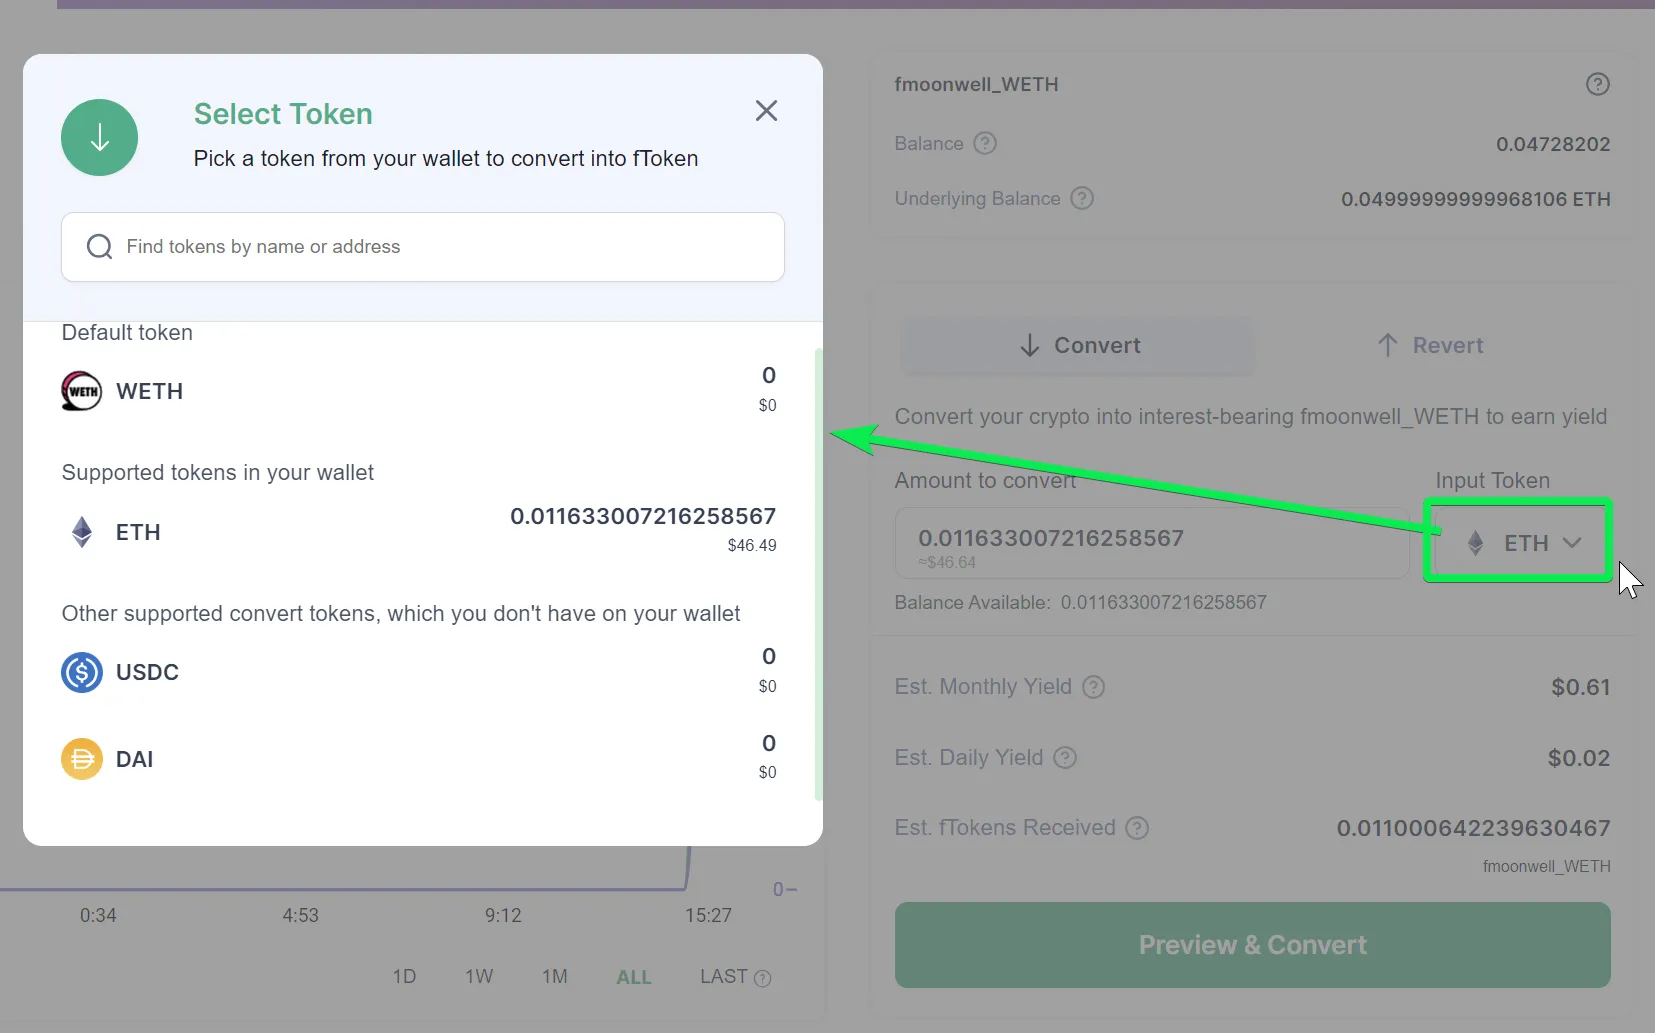 Select Token
Pick a token from your wallet to convert into fToken
Find tokens by name or address
Default token
WETH
WETH
0
$0
Supported tokens in your wallet
ETH
0.011633007216258567
$46.49
Other supported convert tokens, which you don't have on your wallet
USDC
0
$0
DAI
0
$0
0
0:34
4:53
9:12
15:27
1D
1W
1M
ALL
LAST
fmoonwell_WETH
Balance
0.04728202
Underlying Balance
0.04999999999968106 ETH
Convert
Revert
Convert your crypto into interest-bearing fmoonwell_WETH to earn yield
Amount to convert
Input Token
0.011633007216258567
≈$46.64
ETH
Balance Available: 0.011633007216258567
Est. Monthly Yield
$0.61
Est. Daily Yield
$0.02
Est. fTokens Received
0.011000642239630467
fmoonwell_WETH
Preview & Convert